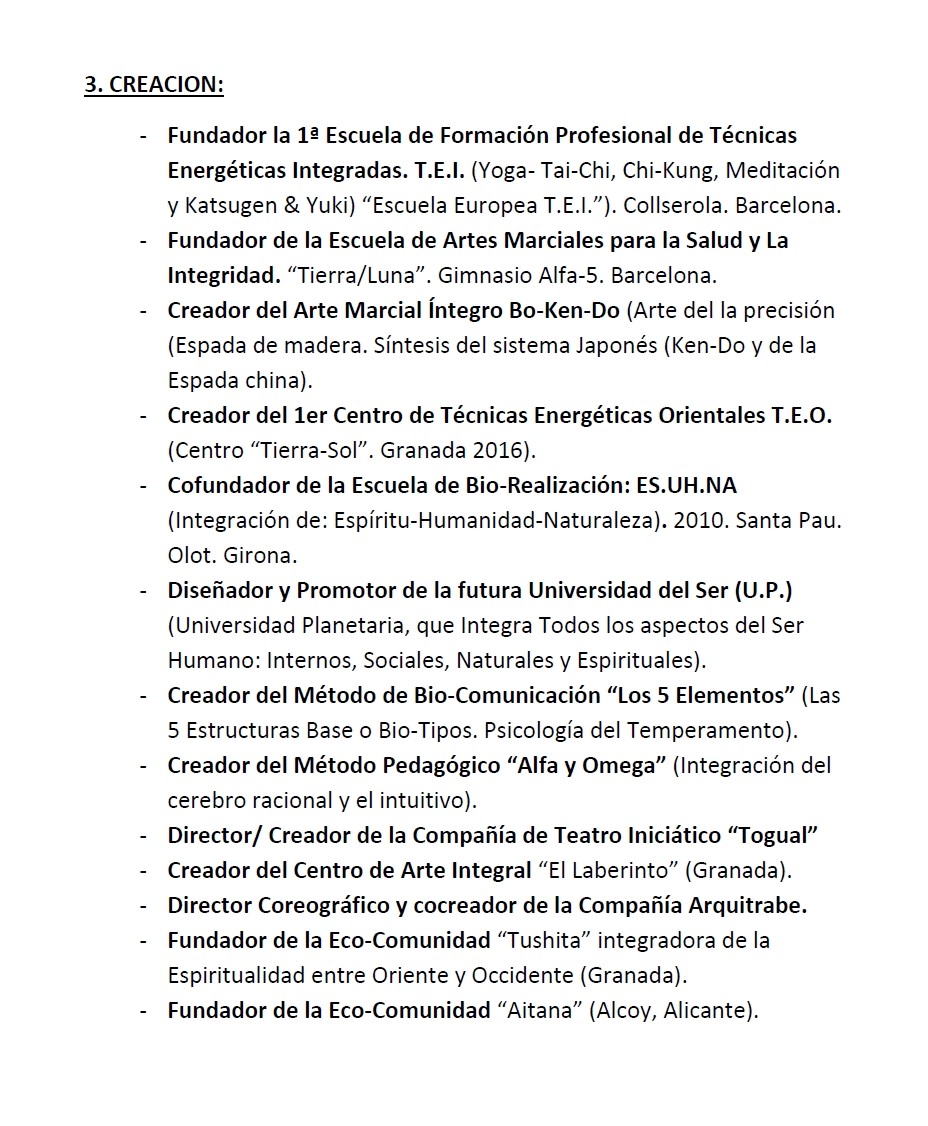 3. CREACION:
- Fundador la 1ª Escuela de Formación Profesional de Técnicas
Energéticas Integradas. T.E.I. (Yoga- Tai-Chi, Chi-Kung, Meditación
y Katsugen & Yuki) “Escuela Europea T.E.I.”). Collserola. Barcelona.
- Fundador de la Escuela de Artes Marciales para la Salud y La
Integridad. “Tierra/Luna”. Gimnasio Alfa-5. Barcelona.
- Creador del Arte Marcial Íntegro Bo-Ken-Do (Arte del la precisión
(Espada de madera. Síntesis del sistema Japonés (Ken-Do y de la
Espada china).
- Creador del 1er Centro de Técnicas Energéticas Orientales T.E.O.
(Centro “Tierra-Sol”. Granada 2016).
- Cofundador de la Escuela de Bio-Realización: ES.UH.NA
(Integración de: Espíritu-Humanidad-Naturaleza). 2010. Santa Pau.
Olot. Girona.
- Diseñador y Promotor de la futura Universidad del Ser (U.P.)
(Universidad Planetaria, que Integra Todos los aspectos del Ser
Humano: Internos, Sociales, Naturales y Espirituales).
- Creador del Método de Bio-Comunicación “Los 5 Elementos” (Las
5 Estructuras Base o Bio-Tipos. Psicología del Temperamento).
- Creador del Método Pedagógico “Alfa y Omega” (Integración del
cerebro racional y el intuitivo).
- Director/ Creador de la Compañía de Teatro Iniciático “Togual”
- Creador del Centro de Arte Integral “El Laberinto” (Granada).
- Director Coreográfico y cocreador de la Compañía Arquitrabe.
- Fundador de la Eco-Comunidad “Tushita” integradora de la
Espiritualidad entre Oriente y Occidente (Granada).
- Fundador de la Eco-Comunidad “Aitana” (Alcoy, Alicante).